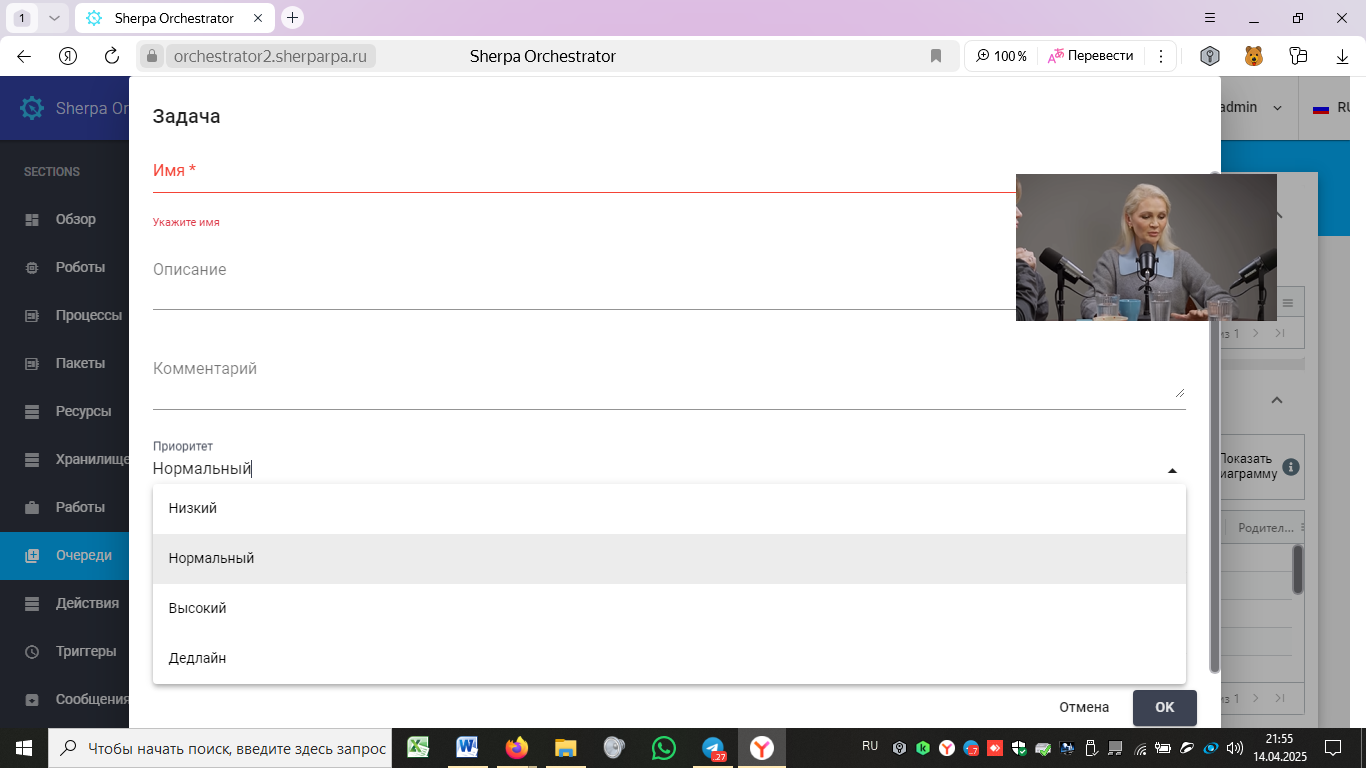 1
Sherpa Orchestrator
orchestrator2.sherparpa.ru
Sherpa Orchestrator
100 %
Перевести
Sherpa Or
admin
RU
Задача
SECTIONS
Имя *
Укажите имя
Обзор
Описание
Роботы
Процессы
из 1
Пакеты
Комментарий
Ресурсы
Приоритет
Хранилище
Нормальный
Показать
иаграмму
Работы
Низкий
Родител...
Очереди
Нормальный
Действия
Высокий
Триггеры
Дедлайн
Сообщения
из 1
Отмена
OK
Чтобы начать поиск, введите здесь запрос
27
RU
21:55
14.04.2025